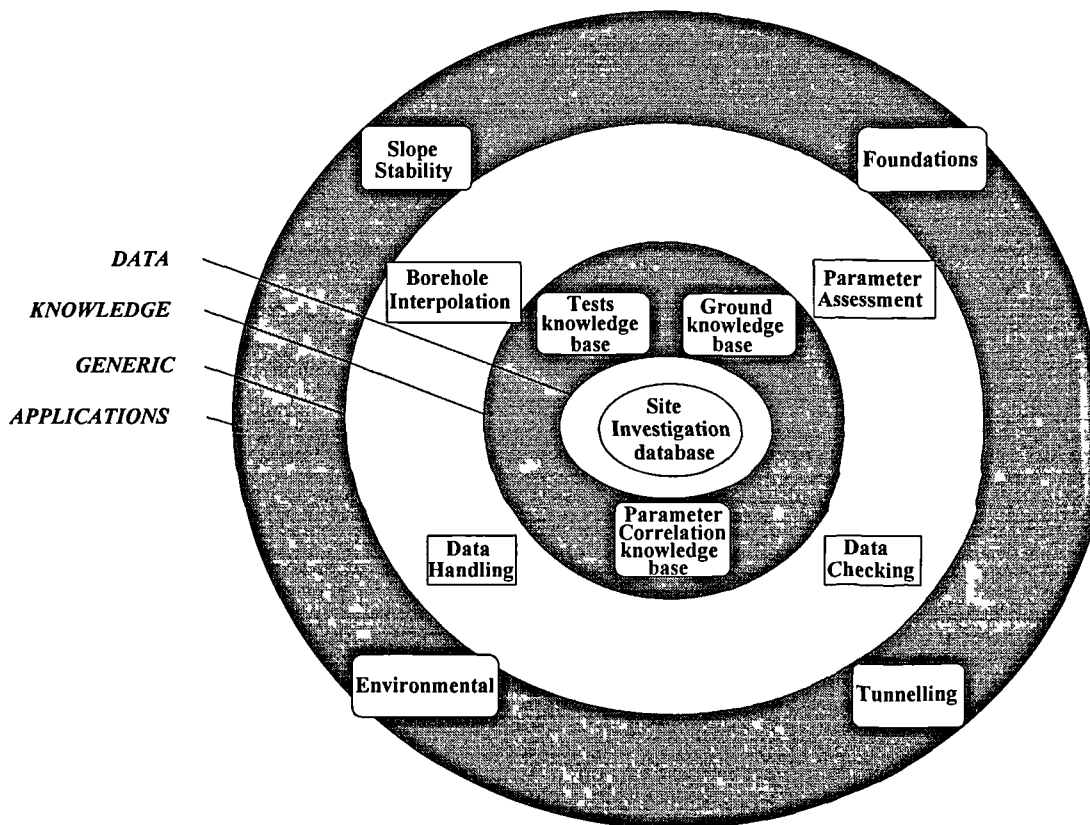 Slope
Stability
Foundations
DATA
KNOWLEDGE
GENERIC
APPLICATIONS
Borehole
Interpolation
Parameter
Assessment
Tests
knowledge
base
Ground
knowledge
base
Site
Investigation
database
Parameter
Correlation
knowledge
base
Data
Handling
Data
Checking
Environmental
Tunnelling